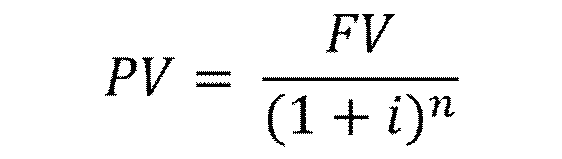 PV = FV / (1 + i)^n